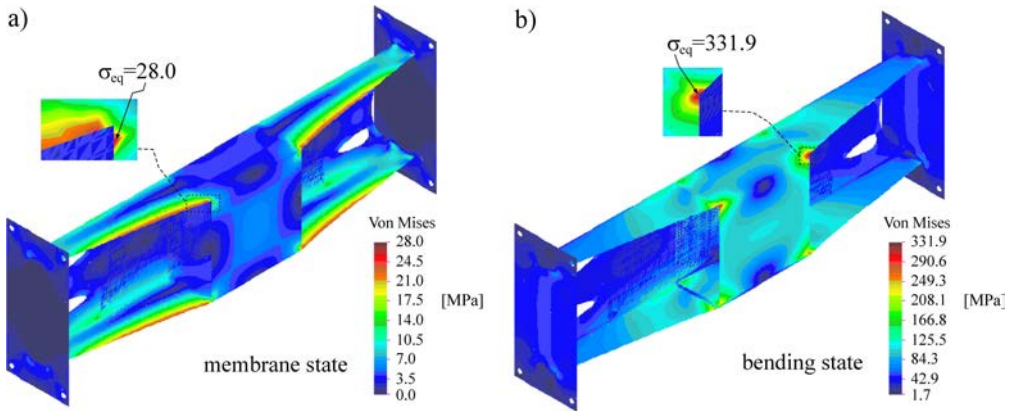 a)
σeq=28.0
Von Mises
28.0
24.5
21.0
17.5
14.0
10.5
7.0
3.5
0.0
[MPa]
membrane state
b)
σeq=331.9
Von Mises
331.9
290.6
249.3
208.1
166.8
125.5
84.3
42.9
1.7
[MPa]
bending state